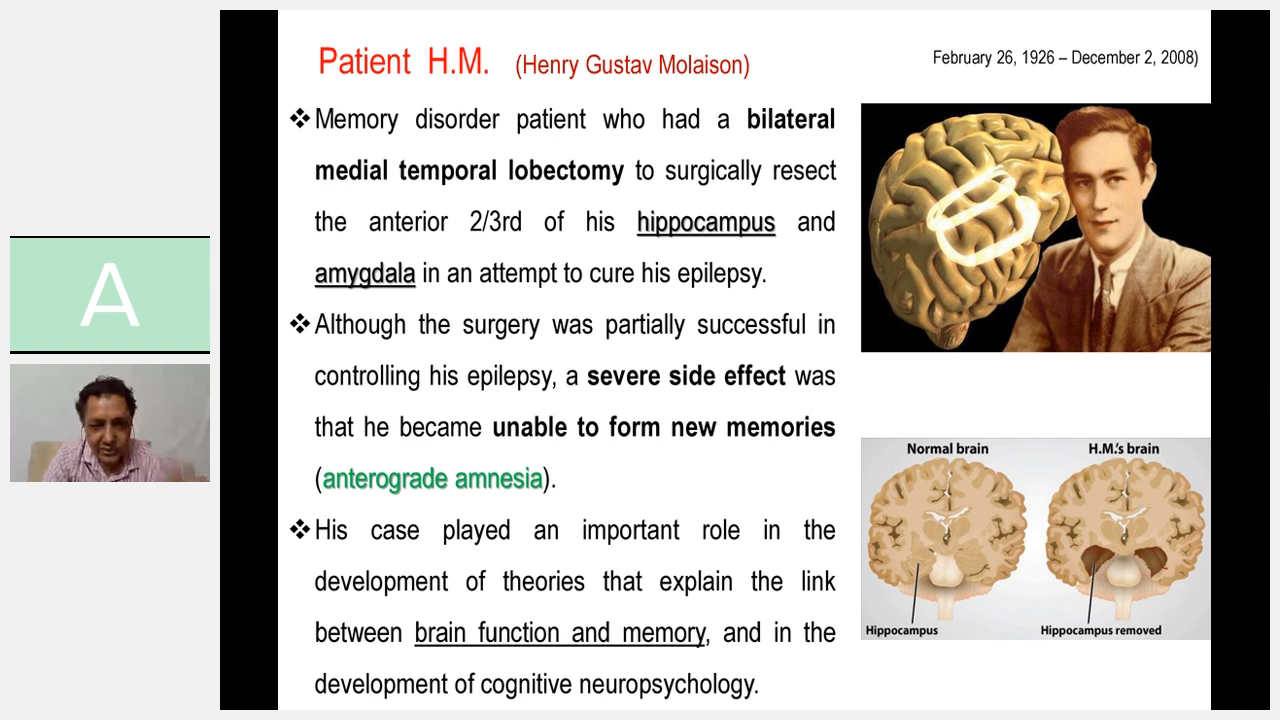 Patient H.M. (Henry Gustav Molaison)
February 26, 1926 – December 2, 2008)
❖Memory disorder patient who had a bilateral
medial temporal lobectomy to surgically resect
the anterior 2/3rd of his hippocampus and
amygdala in an attempt to cure his epilepsy.
❖Although the surgery was partially successful in
controlling his epilepsy, a severe side effect was
that he became unable to form new memories
(anterograde amnesia).
❖His case played an important role in the
development of theories that explain the link
between brain function and memory, and in the
development of cognitive neuropsychology.
Normal brain
H.M.'s brain
Hippocampus
Hippocampus removed
A